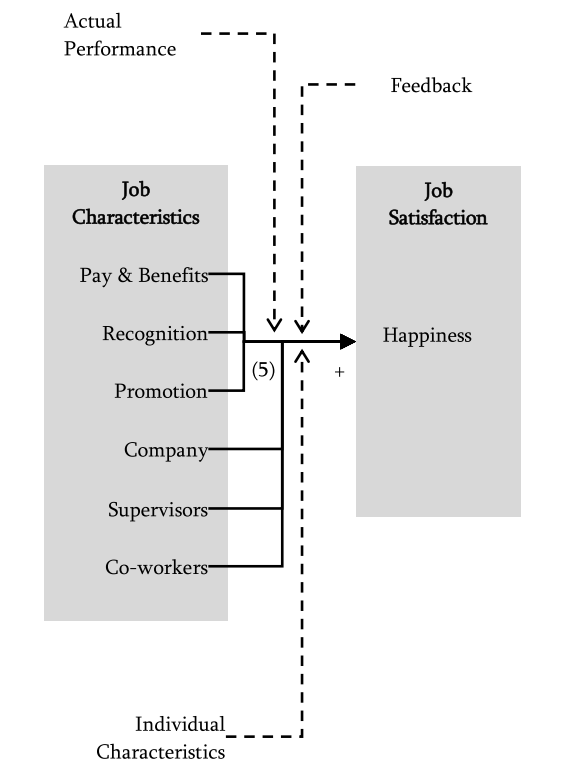 Actual
Performance
Feedback
Job
Characteristics
Job
Satisfaction
Pay & Benefits
Recognition
Happiness
(5)
+
Promotion
Company
Supervisors
Co-workers
Individual
Characteristics